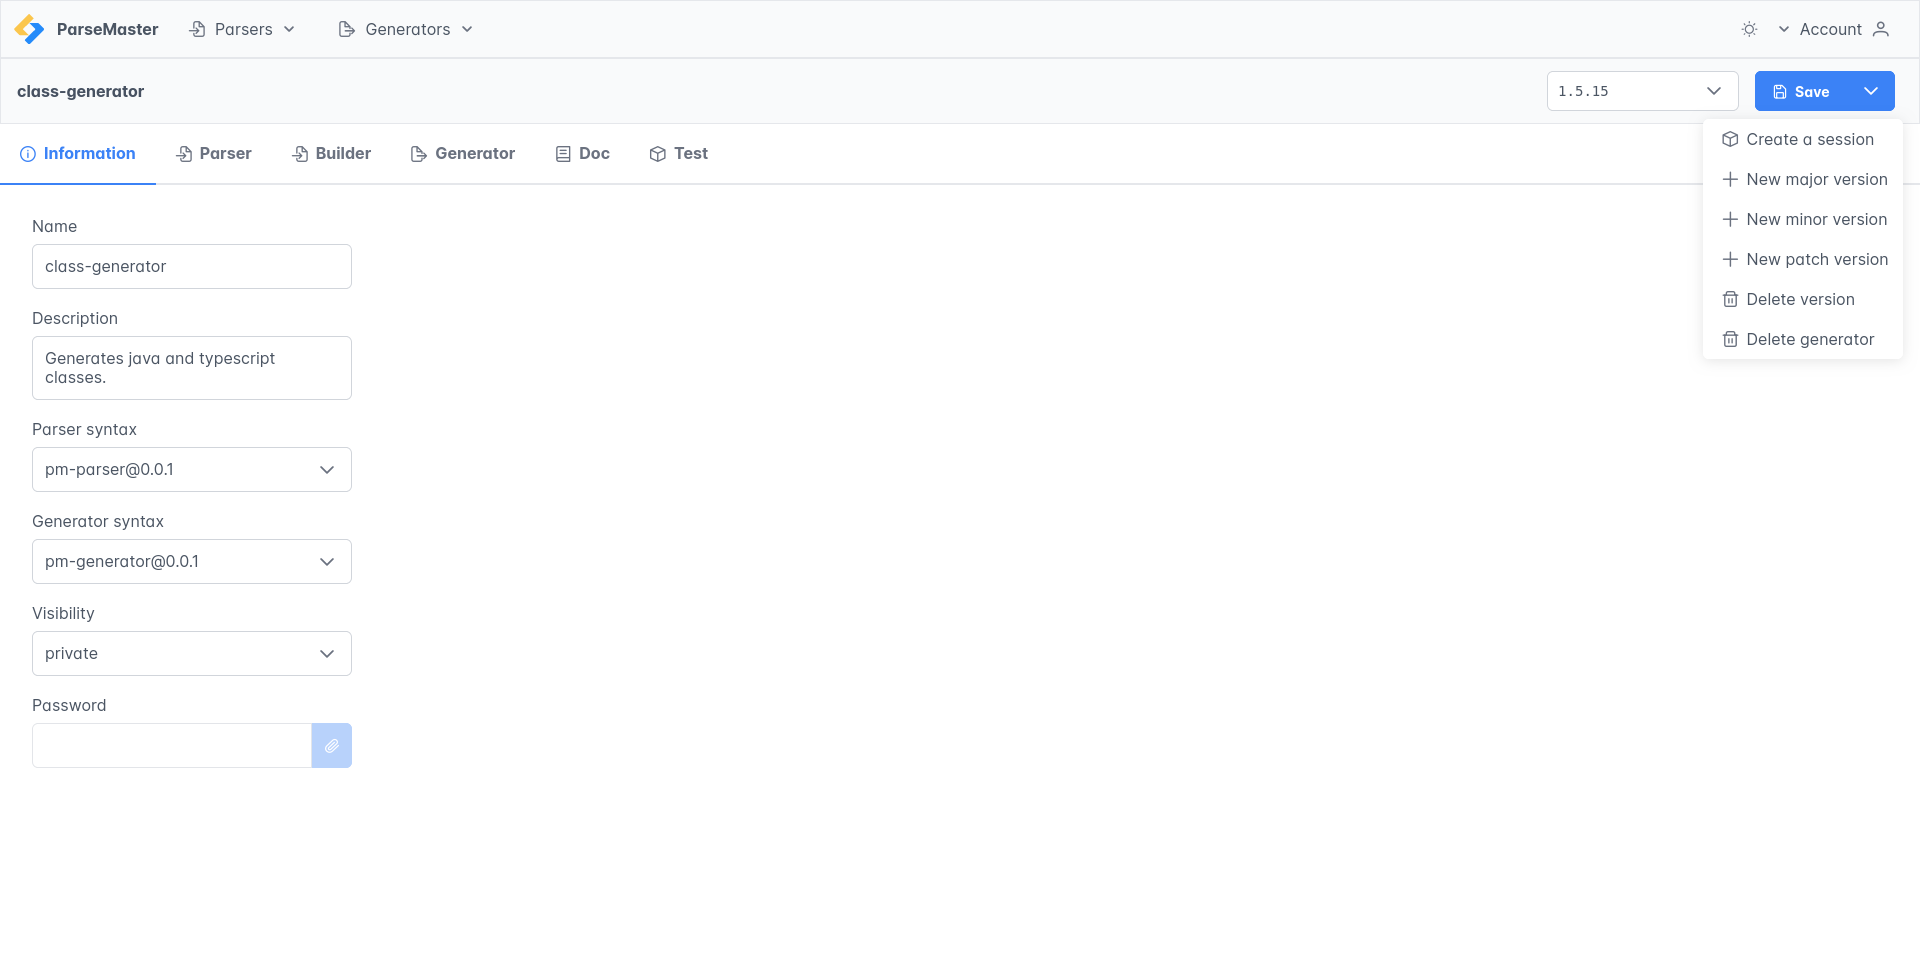 ParseMaster
Parsers
Generators
Account
class-generator
1.5.15
Save
Create a session
New major version
New minor version
New patch version
Delete version
Delete generator
Information
Parser
Builder
Generator
Doc
Test
Name
class-generator
Description
Generates java and typescript
classes.
Parser syntax
pm-parser@0.0.1
Generator syntax
pm-generator@0.0.1
Visibility
private
Password